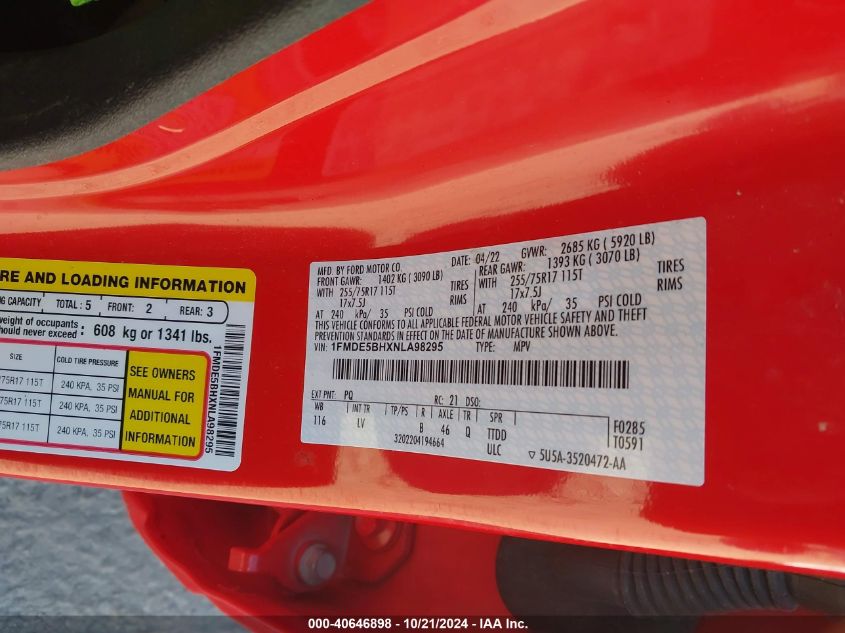 RE AND LOADING INFORMATION
NG CAPACITY TOTAL : 5 FRONT: 2 REAR: 3
weight of occupants
hould never exceed : 608 kg or 1341 lbs.
SIZE COLD TIRE PRESSURE
75R17 115T 240 KPA, 35 PSI
75R17 115T 240 KPA, 35 PSI
75R17 115T 240 KPA, 35 PSI
SEE OWNERS
MANUAL FOR
ADDITIONAL
INFORMATION
1FMDE5BHXNLA98295
MFD. BY FORD MOTOR CO. DATE: 04/22 GVWR: 2685 KG ( 5920 LB)
FRONT GAWR: 1402 KG ( 3090 LB) REAR GAWR: 1393 KG ( 3070 LB)
WITH 255/75R17 115T TIRES WITH 255/75R17 115T TIRES
17x7.5J RIMS 17x7.5J RIMS
AT 240 kPa/ 35 PSI COLD AT 240 kPa/ 35 PSI COLD
THIS VEHICLE CONFORMS TO ALL APPLICABLE FEDERAL MOTOR VEHICLE SAFETY AND THEFT
PREVENTION STANDARDS IN EFFECT ON THE DATE OF MANUFACTURE SHOWN ABOVE.
VIN: 1FMDE5BHXNLA98295 TYPE: MPV
EXT PNT: PQ RC: 21 DSO:
WB INT TR TP/PS R AXLE TR SPR
116 LV B 46 Q TTDD
ULC
3202204194664
F0285
T0591
5U5A-3520472-AA
000-40646898 - 10/21/2024 - IAA Inc.